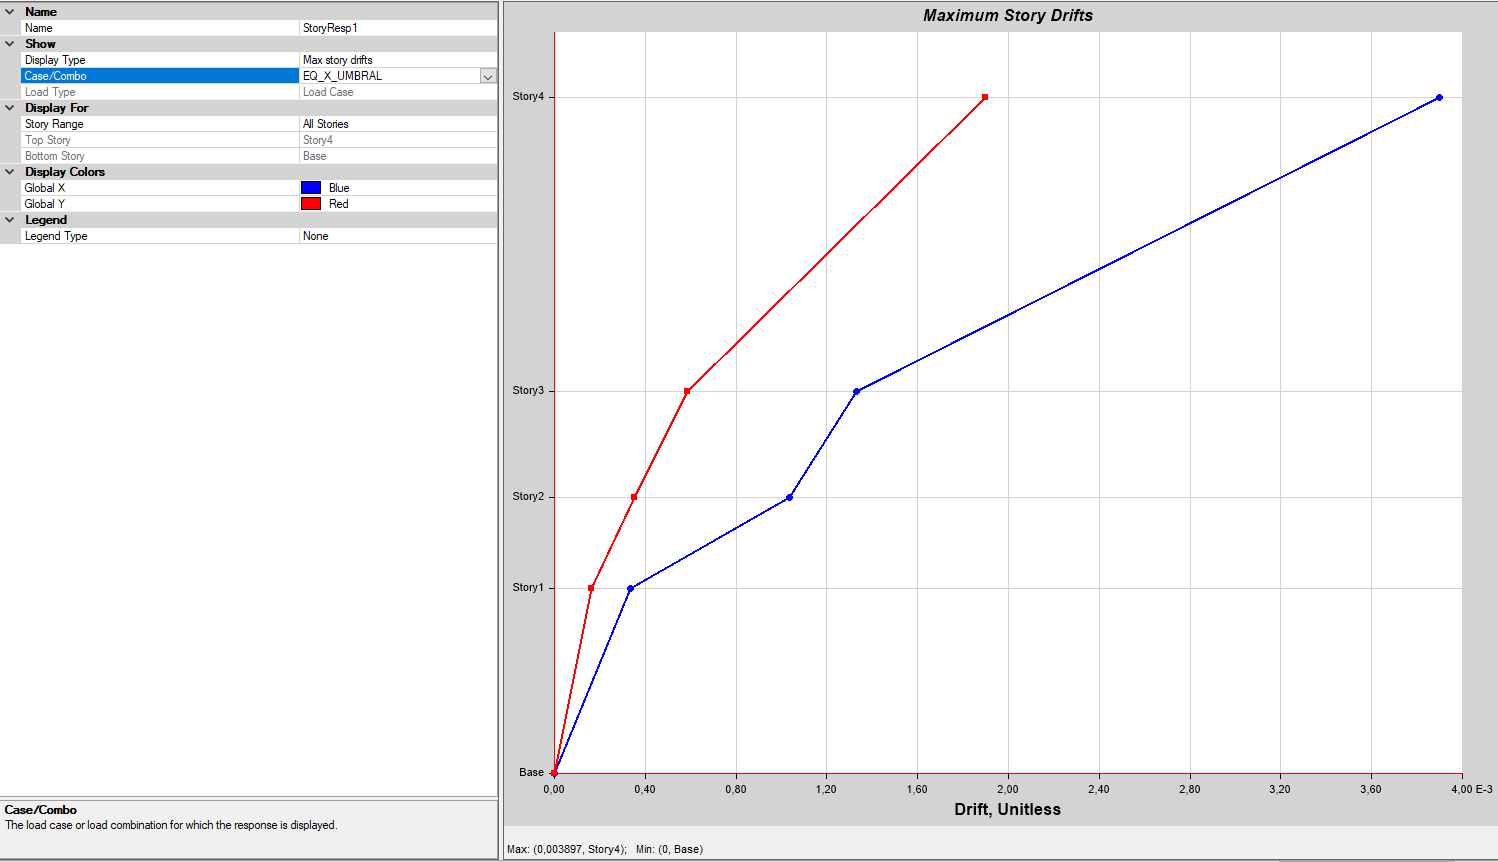 Name
Name StoryResp1
Show
Display Type Max story drifts
Case/Combo EQ_X_UMBRAL
Load Type Load Case
Display For
Story Range All Stories
Top Story Story4
Bottom Story Base
Display Colors
Global X Blue
Global Y Red
Legend
Legend Type None
Case/Combo
The load case or load combination for which the response is displayed.
Maximum Story Drifts
Story4
Story3
Story2
Story1
Base
0,00 0,40 0,80 1,20 1,60 2,00 2,40 2,80 3,20 3,60 4,00 E-3
Drift, Unitless
Max: (0,003897, Story4); Min: (0, Base)